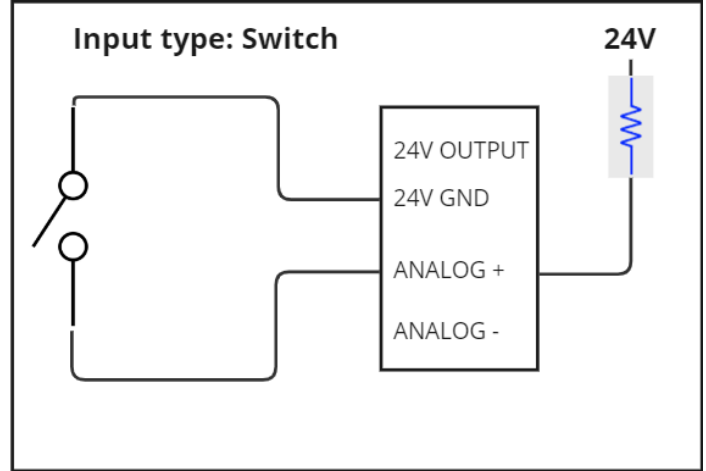 Input type: Switch
24V
24V OUTPUT
24V GND
ANALOG +
ANALOG -